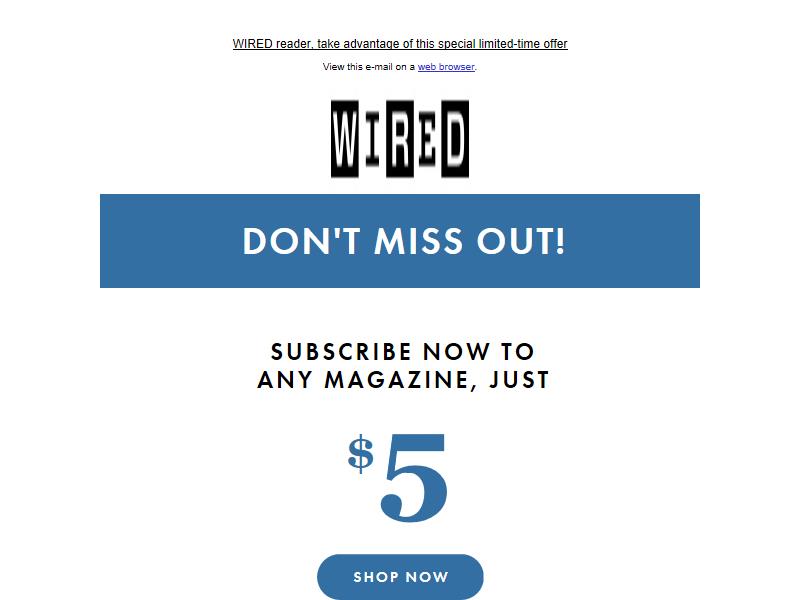 WIRED reader, take advantage of this special limited-time offer
View this e-mail on a web browser.
WIRED
DON'T MISS OUT!
SUBSCRIBE NOW TO
ANY MAGAZINE, JUST
$5
SHOP NOW